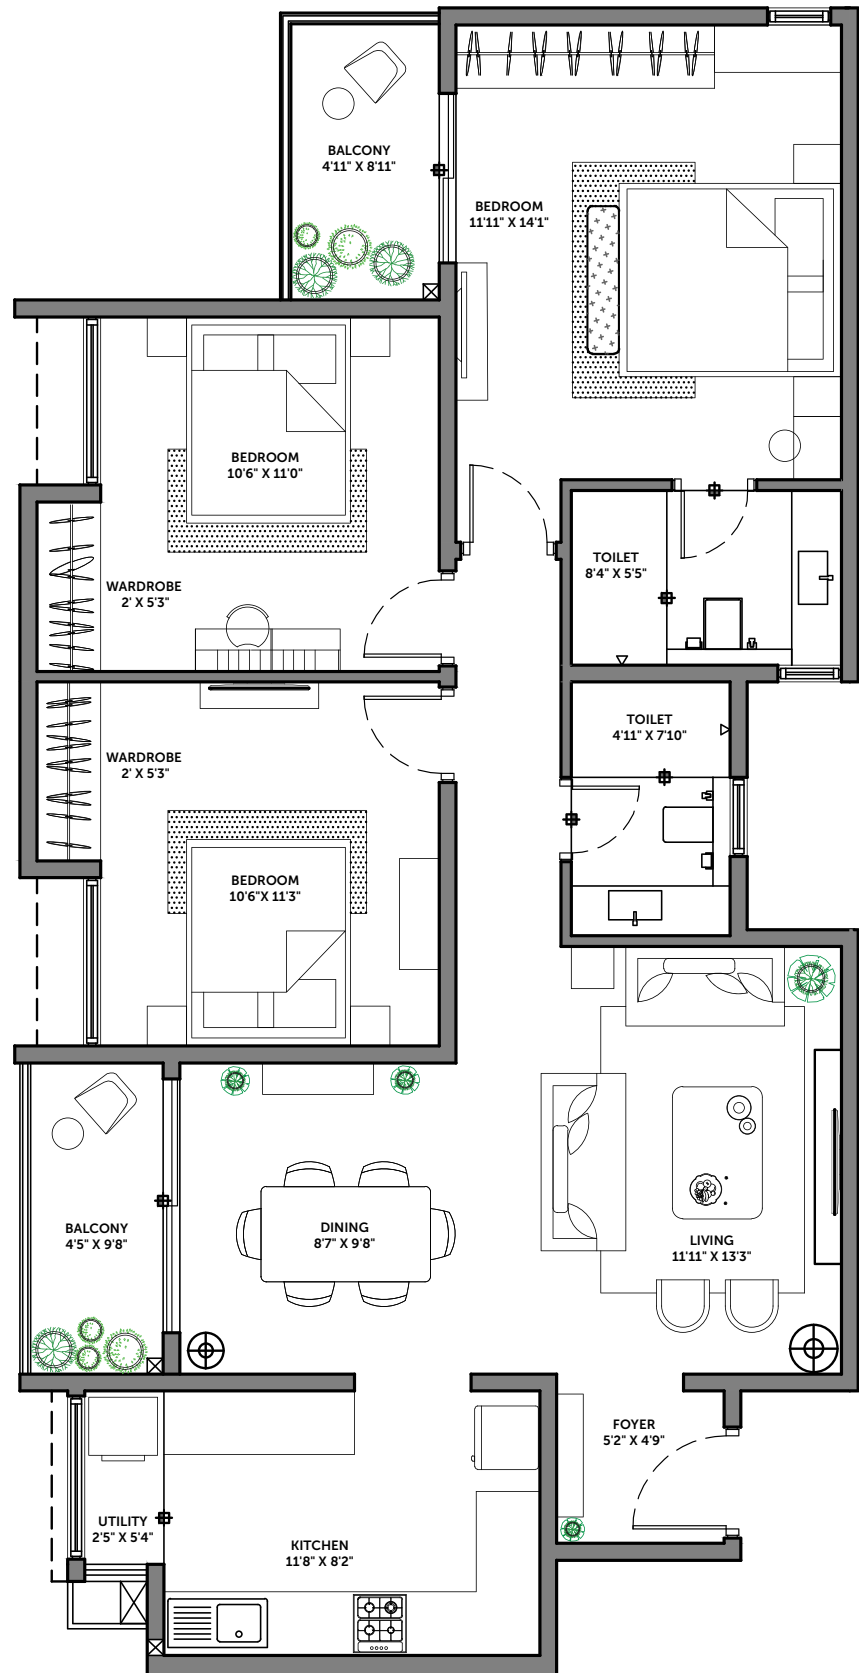 BALCONY
4'11" X 8'11"
BEDROOM
11'11" X 14'1"
BEDROOM
10'6" X 11'0"
TOILET
8'4" X 5'5"
WARDROBE
2' X 5'3"
TOILET
4'11" X 7'10"
WARDROBE
2' X 5'3"
BEDROOM
10'6"X 11'3"
BALCONY
4'5" X 9'8"
DINING
8'7" X 9'8"
LIVING
11'11" X 13'3"
FOYER
5'2" X 4'9"
UTILITY
2'5" X 5'4"
KITCHEN
11'8" X 8'2"